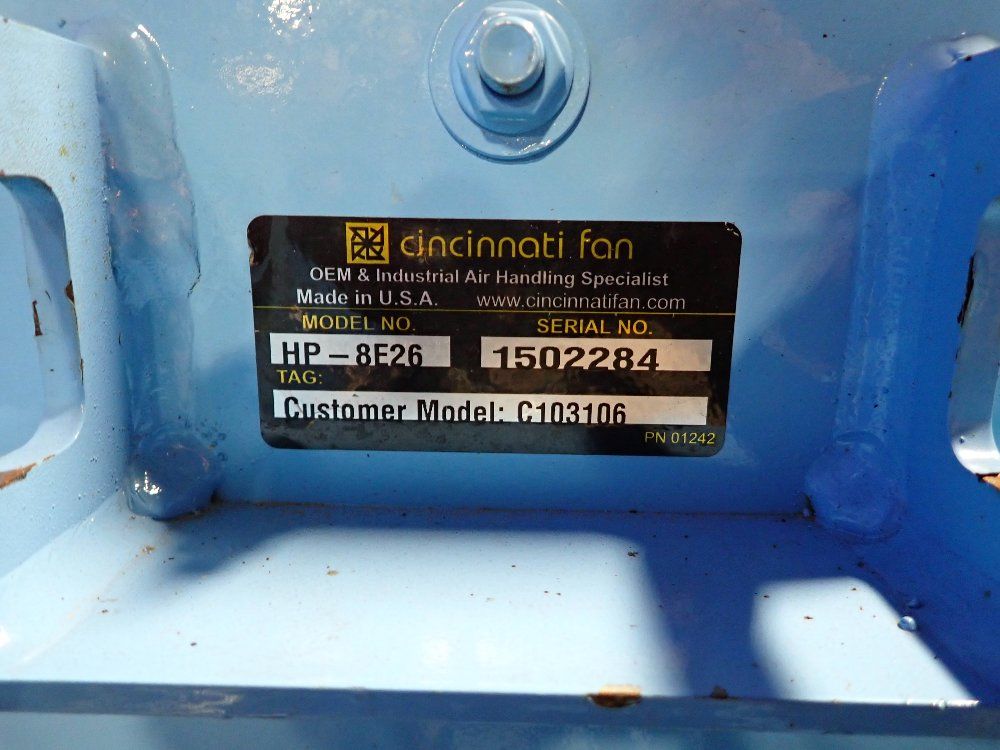 cincinnati fan
OEM & Industrial Air Handling Specialist
Made in U.S.A. www.cincinnatifan.com
MODEL NO. SERIAL NO.
HP-8E26 1502284
TAG:
Customer Model: C103106
PN 01242